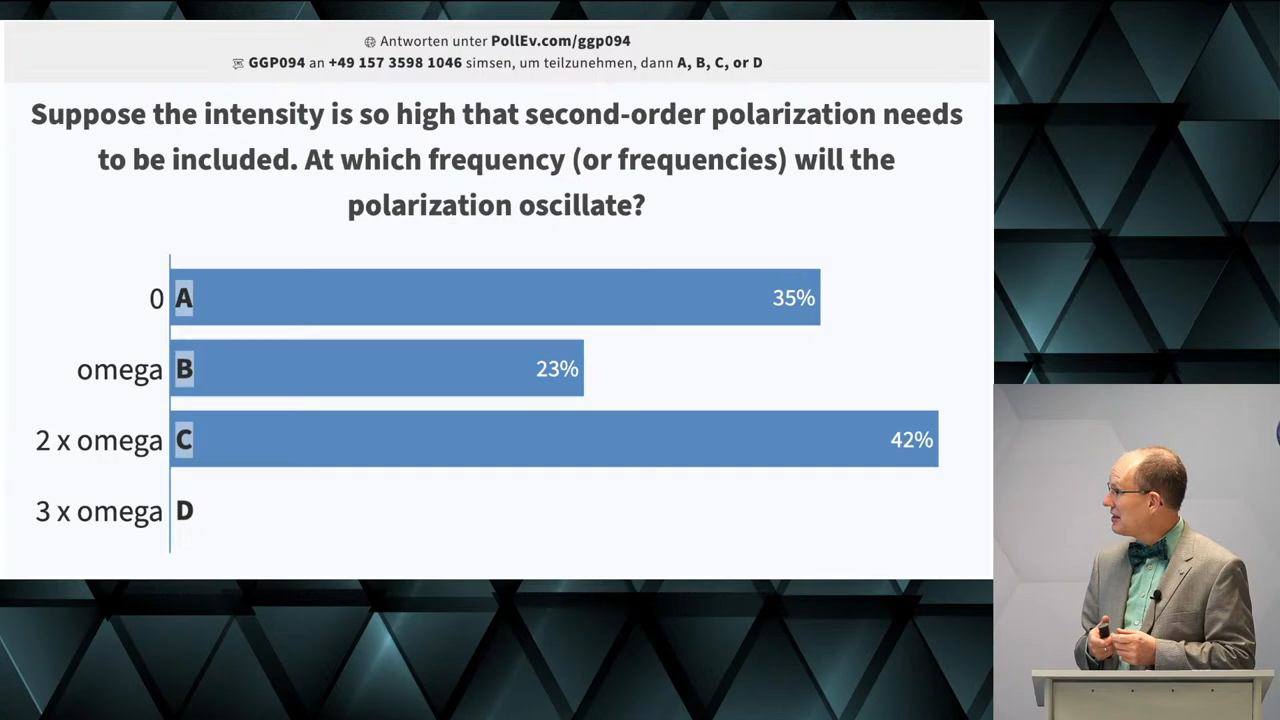 Antworten unter PollEv.com/ggp094
GGP094 an +49 157 3598 1046 simsen, um teilzunehmen, dann A, B, C, or D
Suppose the intensity is so high that second-order polarization needs
to be included. At which frequency (or frequencies) will the
polarization oscillate?
0 A 35%
omega B 23%
2 x omega C 42%
3 x omega D